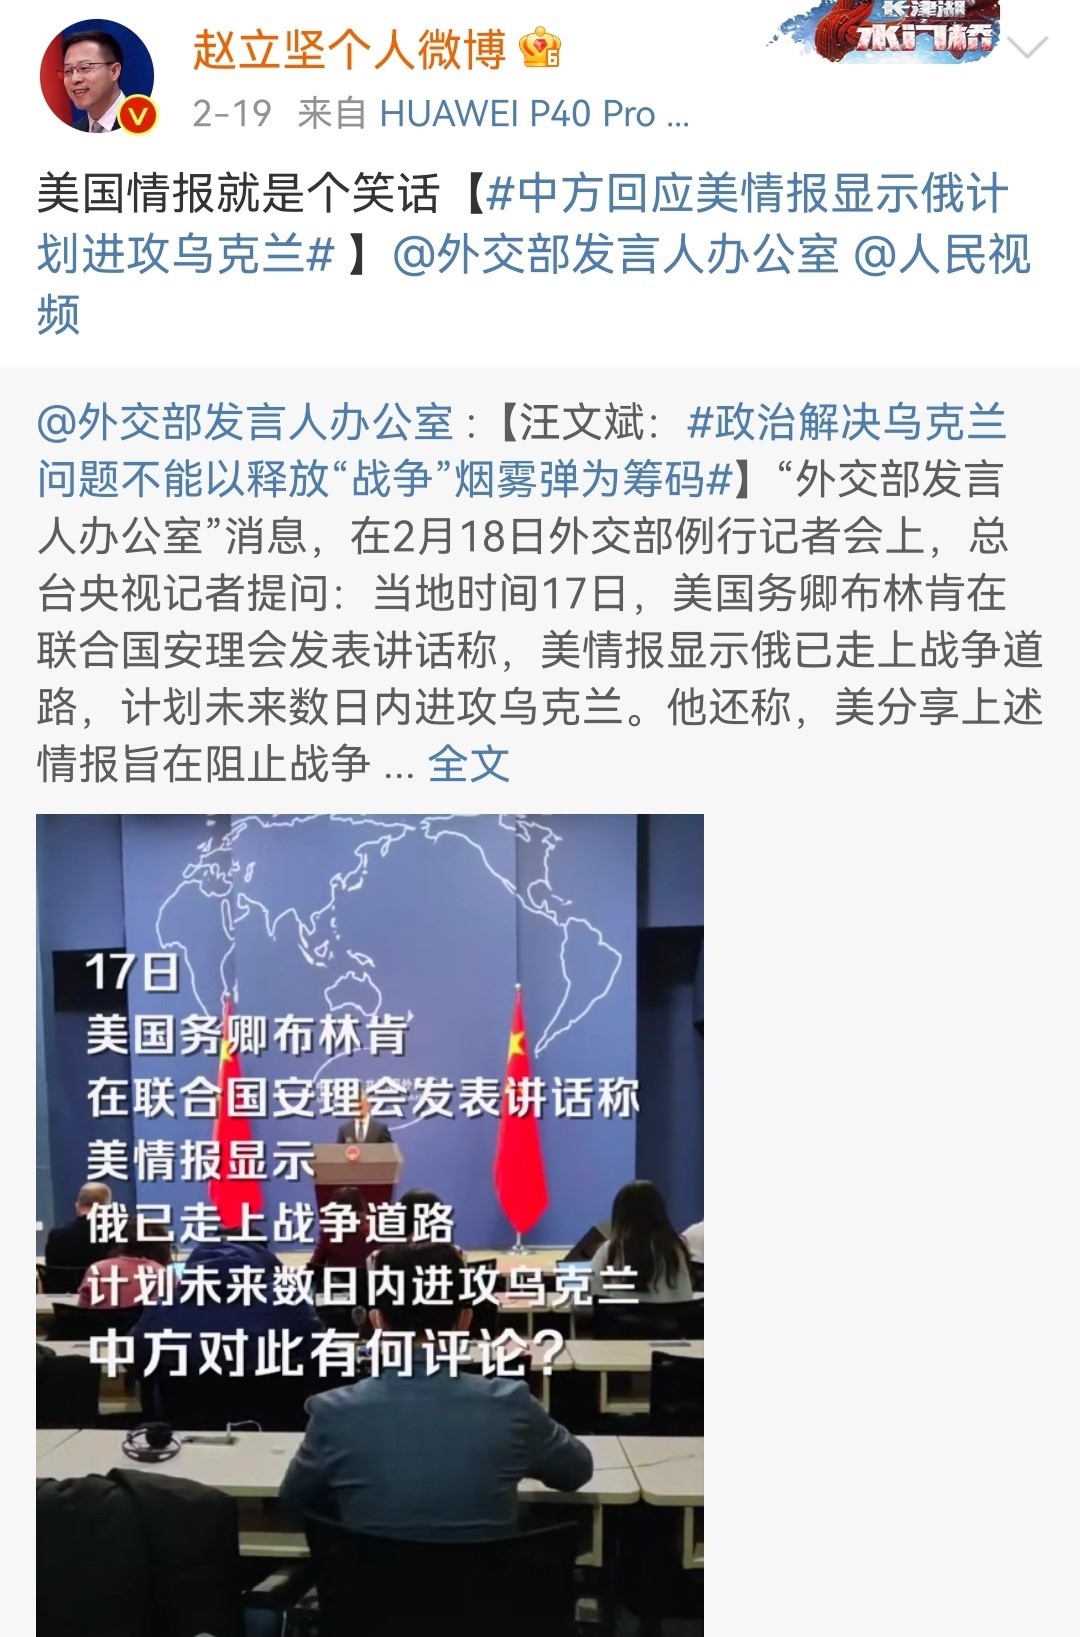 长津湖
水门桥
赵立坚个人微博
6
2-19 来自 HUAWEI P40 Pro ...
美国情报就是个笑话【#中方回应美情报显示俄计
划进攻乌克兰# 】@外交部发言人办公室 @人民视
频
@外交部发言人办公室 :【汪文斌：#政治解决乌克兰
问题不能以释放“战争”烟雾弹为筹码#】“外交部发言
人办公室”消息，在2月18日外交部例行记者会上，总
台央视记者提问：当地时间17日，美国务卿布林肯在
联合国安理会发表讲话称，美情报显示俄已走上战争道
路，计划未来数日内进攻乌克兰。他还称，美分享上述
情报旨在阻止战争 ... 全文
17日
美国务卿布林肯
在联合国安理会发表讲话称
美情报显示
俄已走上战争道路
计划未来数日内进攻乌克兰
中方对此有何评论？